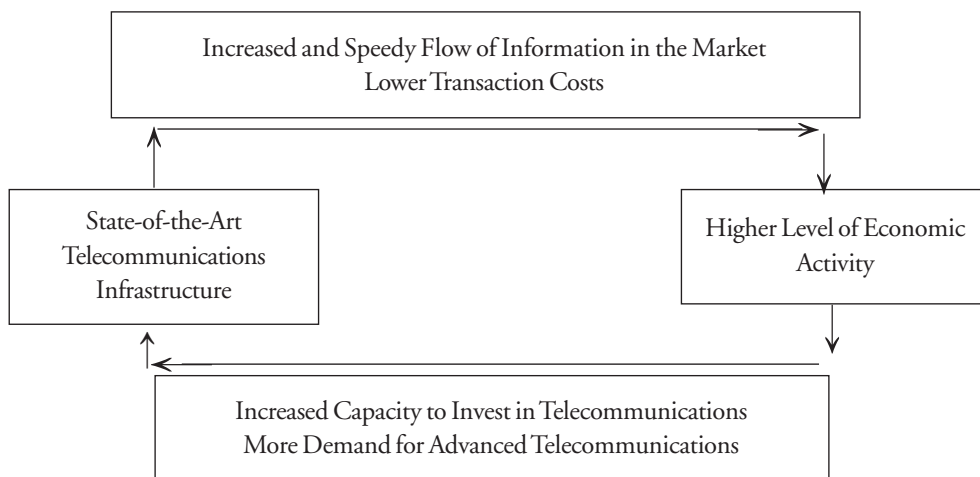 Increased and Speedy Flow of Information in the Market
Lower Transaction Costs
State-of-the-Art
Telecommunications
Infrastructure
Higher Level of Economic
Activity
Increased Capacity to Invest in Telecommunications
More Demand for Advanced Telecommunications